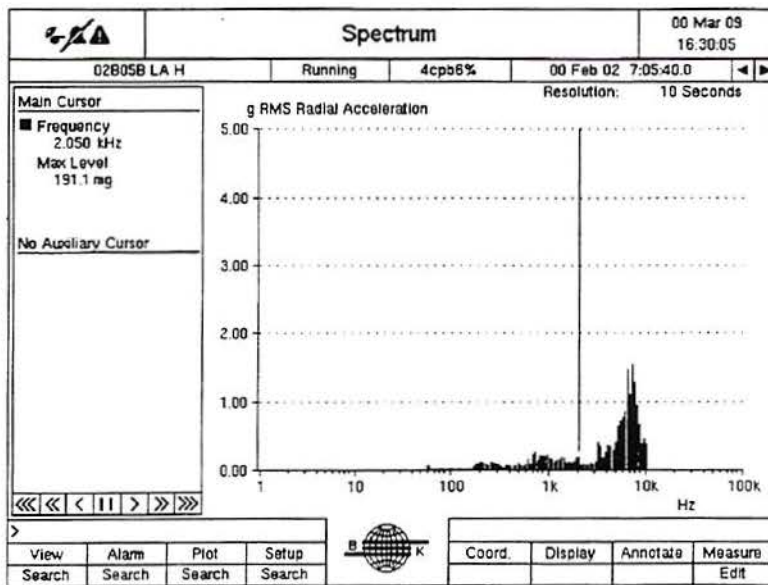 Spectrum
00 Mar 09
16:30:05
02B05B LA H
Running
4cpb6%
00 Feb 02 7:05:40.0
Resolution: 10 Seconds
Main Cursor
Frequency
2.050 kHz
Max Level
191.1 mg
No Auxiliary Cursor
g RMS Radial Acceleration
5.00
4.00
3.00
2.00
1.00
0.00
1 10 100 1k 10k 100k
Hz
>
View Alarm Plot Setup
Search Search Search Search
B K
Coord. Display Annotate Measure
Edit